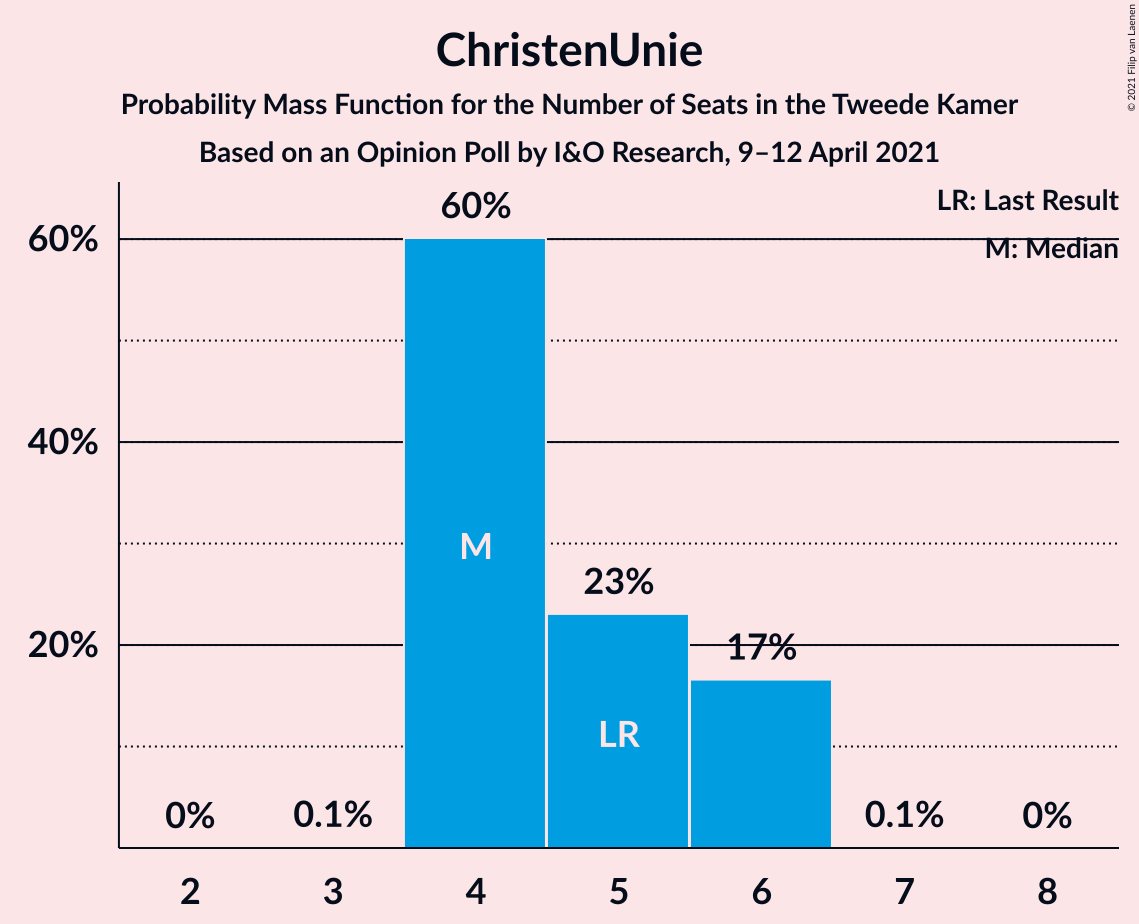 ChristenUnie
Probability Mass Function for the Number of Seats in the Tweede Kamer
Based on an Opinion Poll by I&O Research, 9–12 April 2021
© 2021 Filip van Laenen
LR: Last Result
M: Median
60%
40%
20%
0%
0.1%
60%
M
23%
LR
17%
0.1%
0%
2
3
4
5
6
7
8